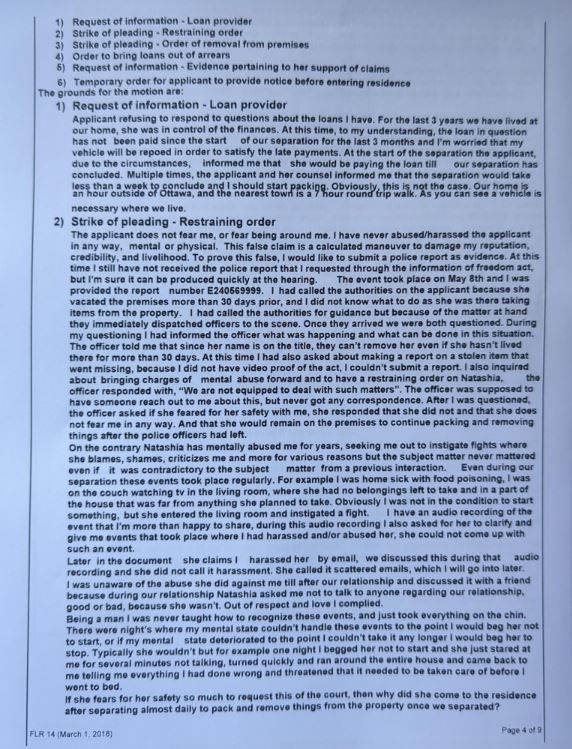 1) Request of information - Loan provider
2) Strike of pleading - Restraining order
3) Strike of pleading - Order of removal from premises
4) Order to bring loans out of arrears
5) Request of information - Evidence pertaining to her support of claims
6) Temporary order for applicant to provide notice before entering residence
The grounds for the motion are:
1) Request of information - Loan provider
Applicant refusing to respond to questions about the loans I have. For the last 3 years we have lived at
our home, she was in control of the finances. At this time, to my understanding, the loan in question
has not been paid since the start of our separation for the last 3 months and I'm worried that my
vehicle will be repoed in order to satisfy the late payments. At the start of the separation the applicant,
due to the circumstances, informed me that she would be paying the loan till our separation has
concluded. Multiple times, the applicant and her counsel informed me that the separation would take
less than a week to conclude and I should start packing. Obviously, this is not the case. Our home is
an hour outside of Ottawa, and the nearest town is a 7 hour round trip walk. As you can see a vehicle is
necessary where we live.
2) Strike of pleading - Restraining order
The applicant does not fear me, or fear being around me. I have never abused/harassed the applicant
in any way, mental or physical. This false claim is a calculated maneuver to damage my reputation,
credibility, and livelihood. To prove this false, I would like to submit a police report as evidence. At this
time I still have not received the police report that I requested through the information of freedom act,
but I'm sure it can be produced quickly at the hearing. The event took place on May 8th and I was
provided the report number E240569999. I had called the authorities on the applicant because she
vacated the premises more than 30 days prior, and I did not know what to do as she was there taking
items from the property. I had called the authorities for guidance but because of the matter at hand
they immediately dispatched officers to the scene. Once they arrived we were both questioned. During
my questioning I had informed the officer what was happening and what can be done in this situation.
The officer told me that since her name is on the title, they can't remove her even if she hasn't lived
there for more than 30 days. At this time I had also asked about making a report on a stolen item that
went missing, because I did not have video proof of the act, I couldn't submit a report. I also inquired
about bringing charges of mental abuse forward and to have a restraining order on Natashia, the
officer responded with, "We are not equipped to deal with such matters". The officer was supposed to
have someone reach out to me about this, but never got any correspondence. After I was questioned,
the officer asked if she feared for her safety with me, she responded that she did not and that she does
not fear me in any way. And that she would remain on the premises to continue packing and removing
things after the police officers had left.
On the contrary Natashia has mentally abused me for years, seeking me out to instigate fights where
she blames, shames, criticizes me and more for various reasons but the subject matter never mattered
even if it was contradictory to the subject matter from a previous interaction. Even during our
separation these events took place regularly. For example I was home sick with food poisoning, I was
on the couch watching tv in the living room, where she had no belongings left to take and in a part of
the house that was far from anything she planned to take. Obviously I was not in the condition to start
something, but she entered the living room and instigated a fight. I have an audio recording of the
event that I'm more than happy to share, during this audio recording I also asked for her to clarify and
give me events that took place where I had harassed and/or abused her, she could not come up with
such an event.
Later in the document she claims I harassed her by email, we discussed this during that audio
recording and she did not call it harassment. She called it scattered emails, which I will go into later.
I was unaware of the abuse she did against me till after our relationship and discussed it with a friend
because during our relationship Natashia asked me not to talk to anyone regarding our relationship,
good or bad, because she wasn't. Out of respect and love I complied.
Being a man I was never taught how to recognize these events, and just took everything on the chin.
There were night's where my mental state couldn't handle these events to the point I would beg her not
to start, or if my mental state deteriorated to the point I couldn't take it any longer I would beg her to
stop. Typically she wouldn't but for example one night I begged her not to start and she just stared at
me for several minutes not talking, turned quickly and ran around the entire house and came back to
me telling me everything I had done wrong and threatened that it needed to be taken care of before I
went to bed.
If she fears for her safety so much to request this of the court, then why did she come to the residence
after separating almost daily to pack and remove things from the property once we separated?
FLR 14 (March 1, 2018)
Page 4 of 9